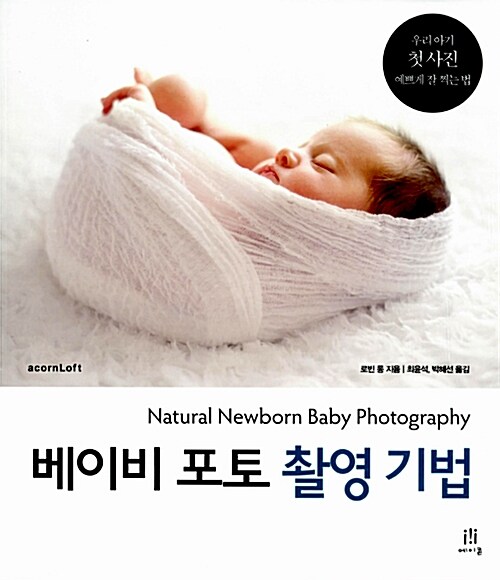 우리 아기
첫 사진
예쁘게 잘 찍는 법
acornLoft
로빈 롱 지음 | 최윤석, 박혜선 옮김
Natural Newborn Baby Photography
베이비 포토 촬영 기법
에이콘